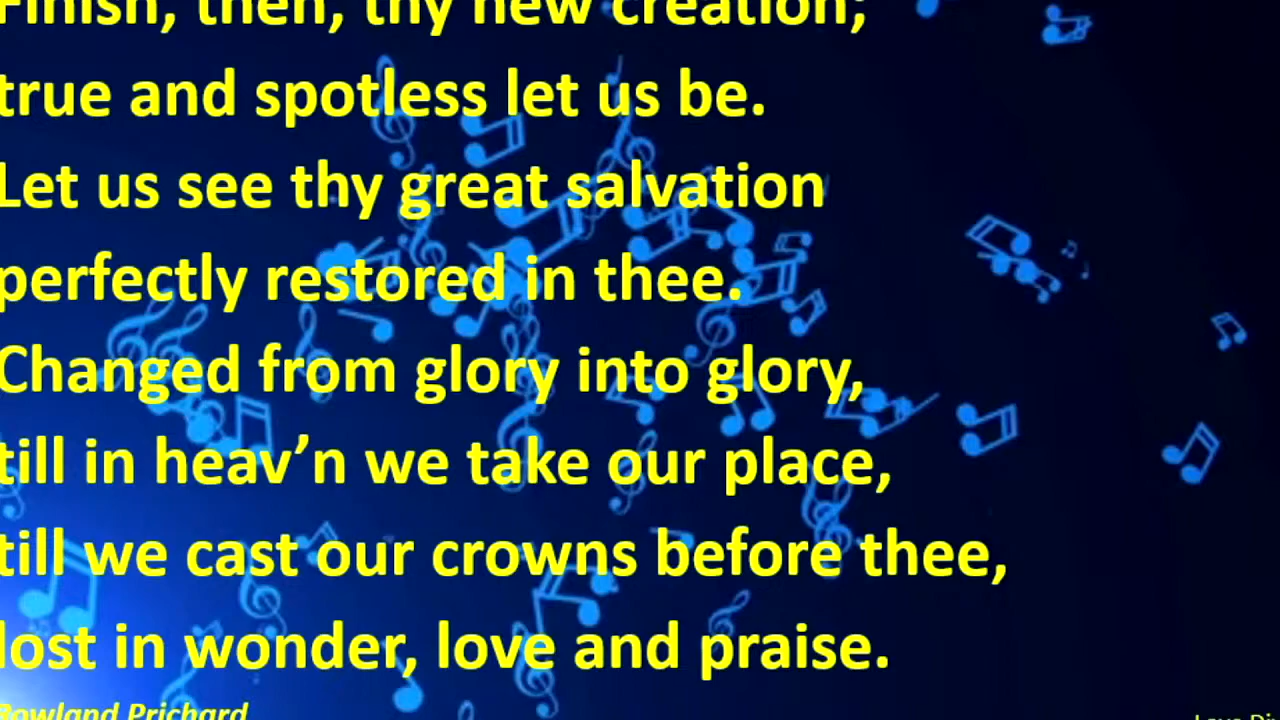 Finish, then, thy new creation;
true and spotless let us be.
Let us see thy great salvation
perfectly restored in thee.
Changed from glory into glory,
till in heav’n we take our place,
till we cast our crowns before thee,
lost in wonder, love and praise.
Rowland Prichard
Love Di